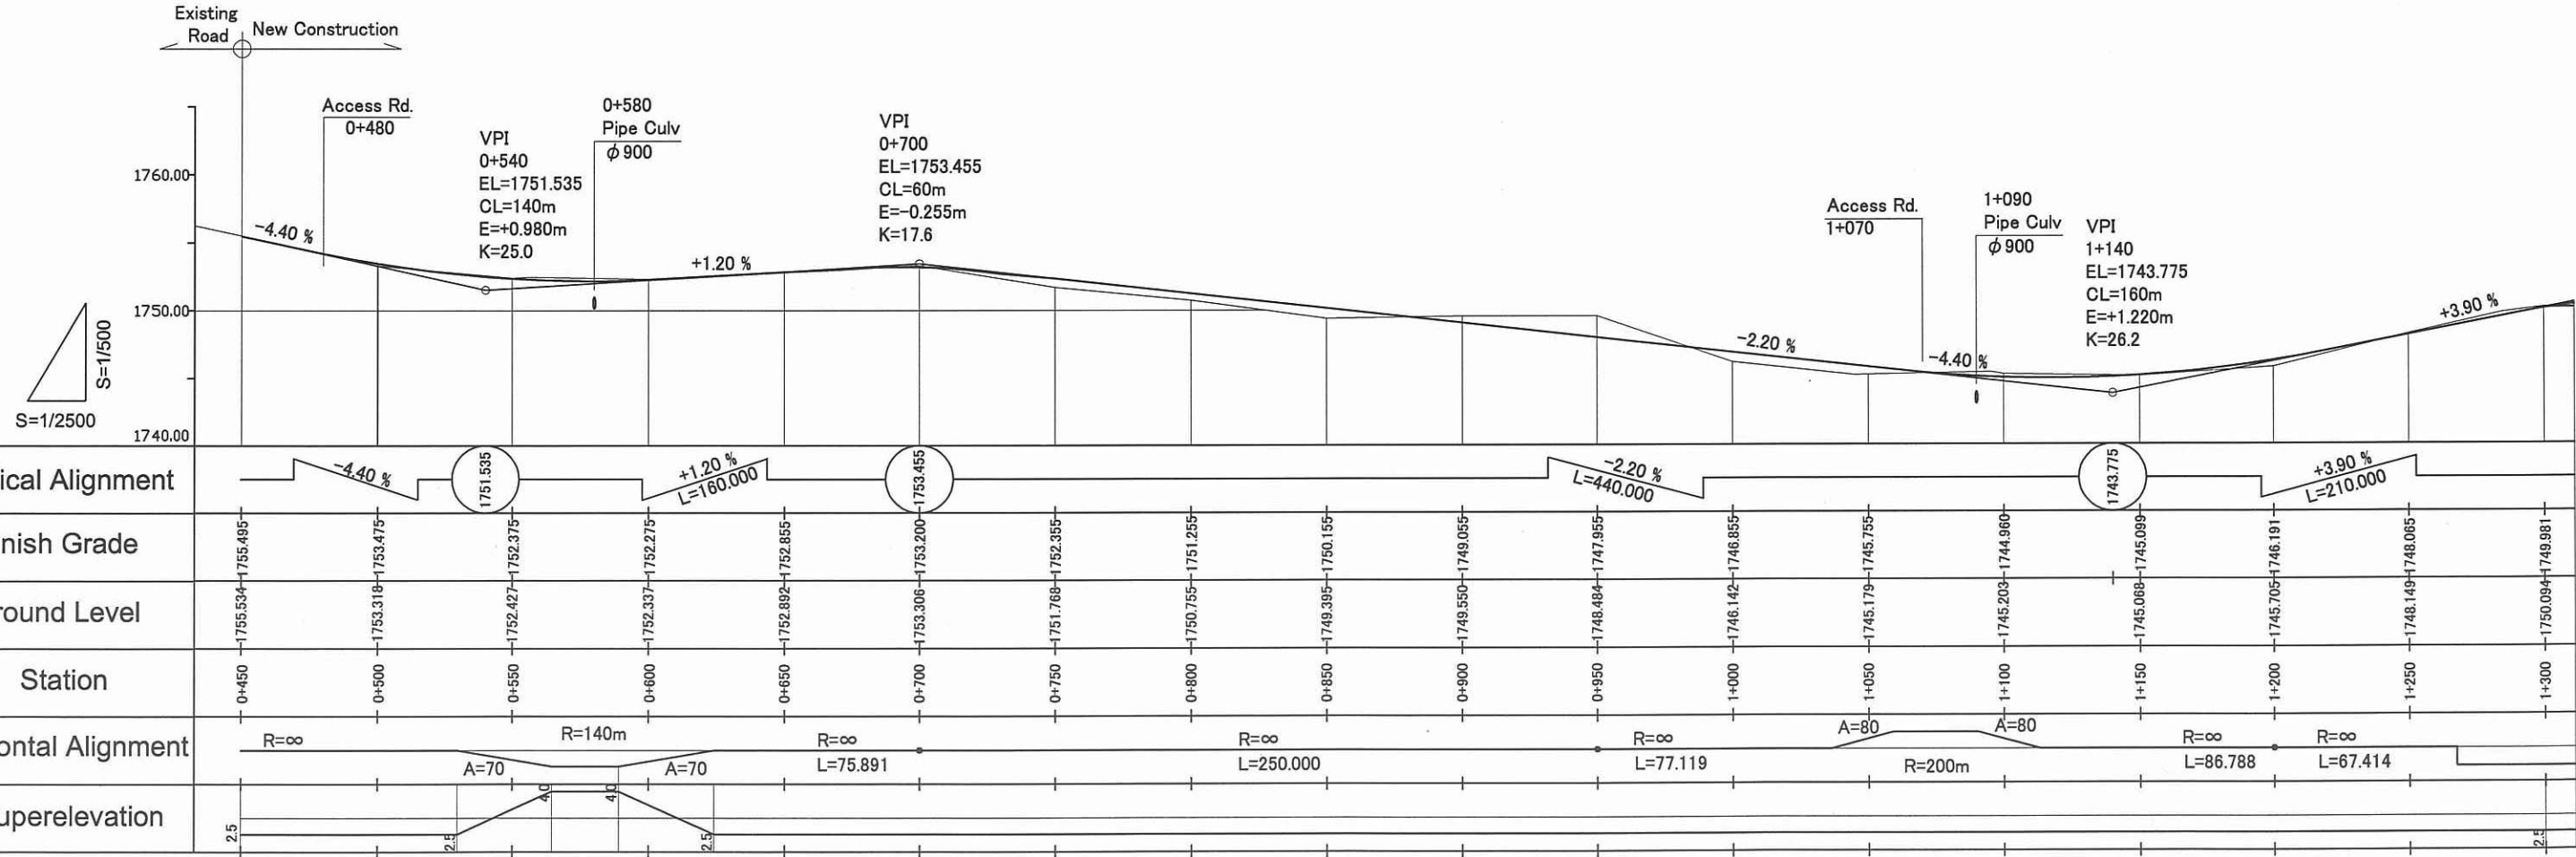 Existing
Road
New Construction
Access Rd.
0+480
VPI
0+540
EL=1751.535
CL=140m
E=+0.980m
K=25.0
0+580
Pipe Culv
ϕ900
VPI
0+700
EL=1753.455
CL=60m
E=−0.255m
K=17.6
Access Rd.
1+070
1+090
Pipe Culv
ϕ900
VPI
1+140
EL=1743.775
CL=160m
E=+1.220m
K=26.2
1760.00
1750.00
1740.00
−4.40 %
+1.20 %
−2.20 %
−4.40 %
+3.90 %
S=1/500
S=1/2500
ical Alignment
−4.40 %
1751.535
+1.20 %
L=160.000
1753.455
−2.20 %
L=440.000
1743.775
+3.90 %
L=210.000
nish Grade
1755.495 1753.475 1752.375 1752.275 1752.855 1753.200 1752.355 1751.255 1750.155 1749.055 1747.955 1746.855 1745.755 1744.960 1745.099 1746.191 1748.065 1749.981
round Level
1755.534 1753.318 1752.427 1752.337 1752.892 1753.306 1751.768 1750.755 1749.395 1749.550 1748.484 1746.142 1745.179 1745.203 1745.068 1745.705 1748.149 1750.094
Station
0+450 0+500 0+550 0+600 0+650 0+700 0+750 0+800 0+850 0+900 0+950 1+000 1+050 1+100 1+150 1+200 1+250 1+300
ontal Alignment
R=∞
A=70
R=140m
A=70
R=∞
L=75.891
R=∞
L=250.000
R=∞
L=77.119
A=80
R=200m
A=80
R=∞
L=86.788
R=∞
L=67.414
uperelevation
2.5
2.5
4.0
4.0
2.5
2.5